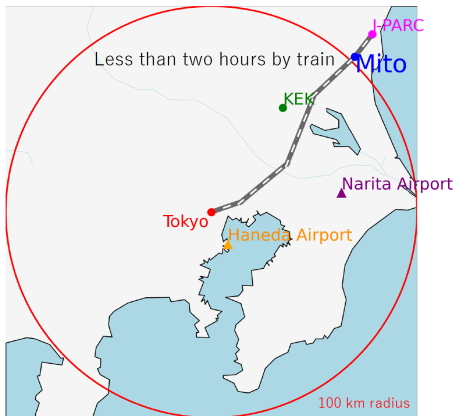 J-PARC
Less than two hours by train
Mito
KEK
Narita Airport
Tokyo
Haneda Airport
100 km radius